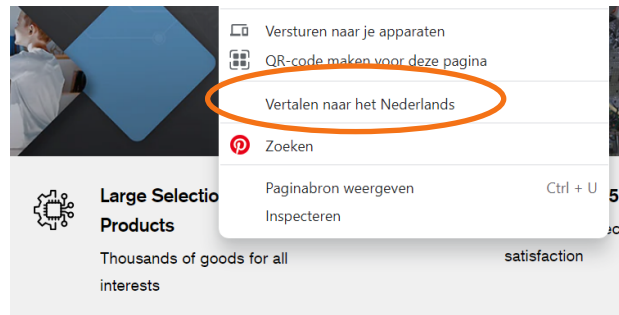 Versturen naar je apparaten
QR-code maken voor deze pagina
Vertalen naar het Nederlands
Zoeken
Paginabron weergeven Ctrl + U
Inspecteren
Large Selectio
Products
Thousands of goods for all
interests
5
satisfaction